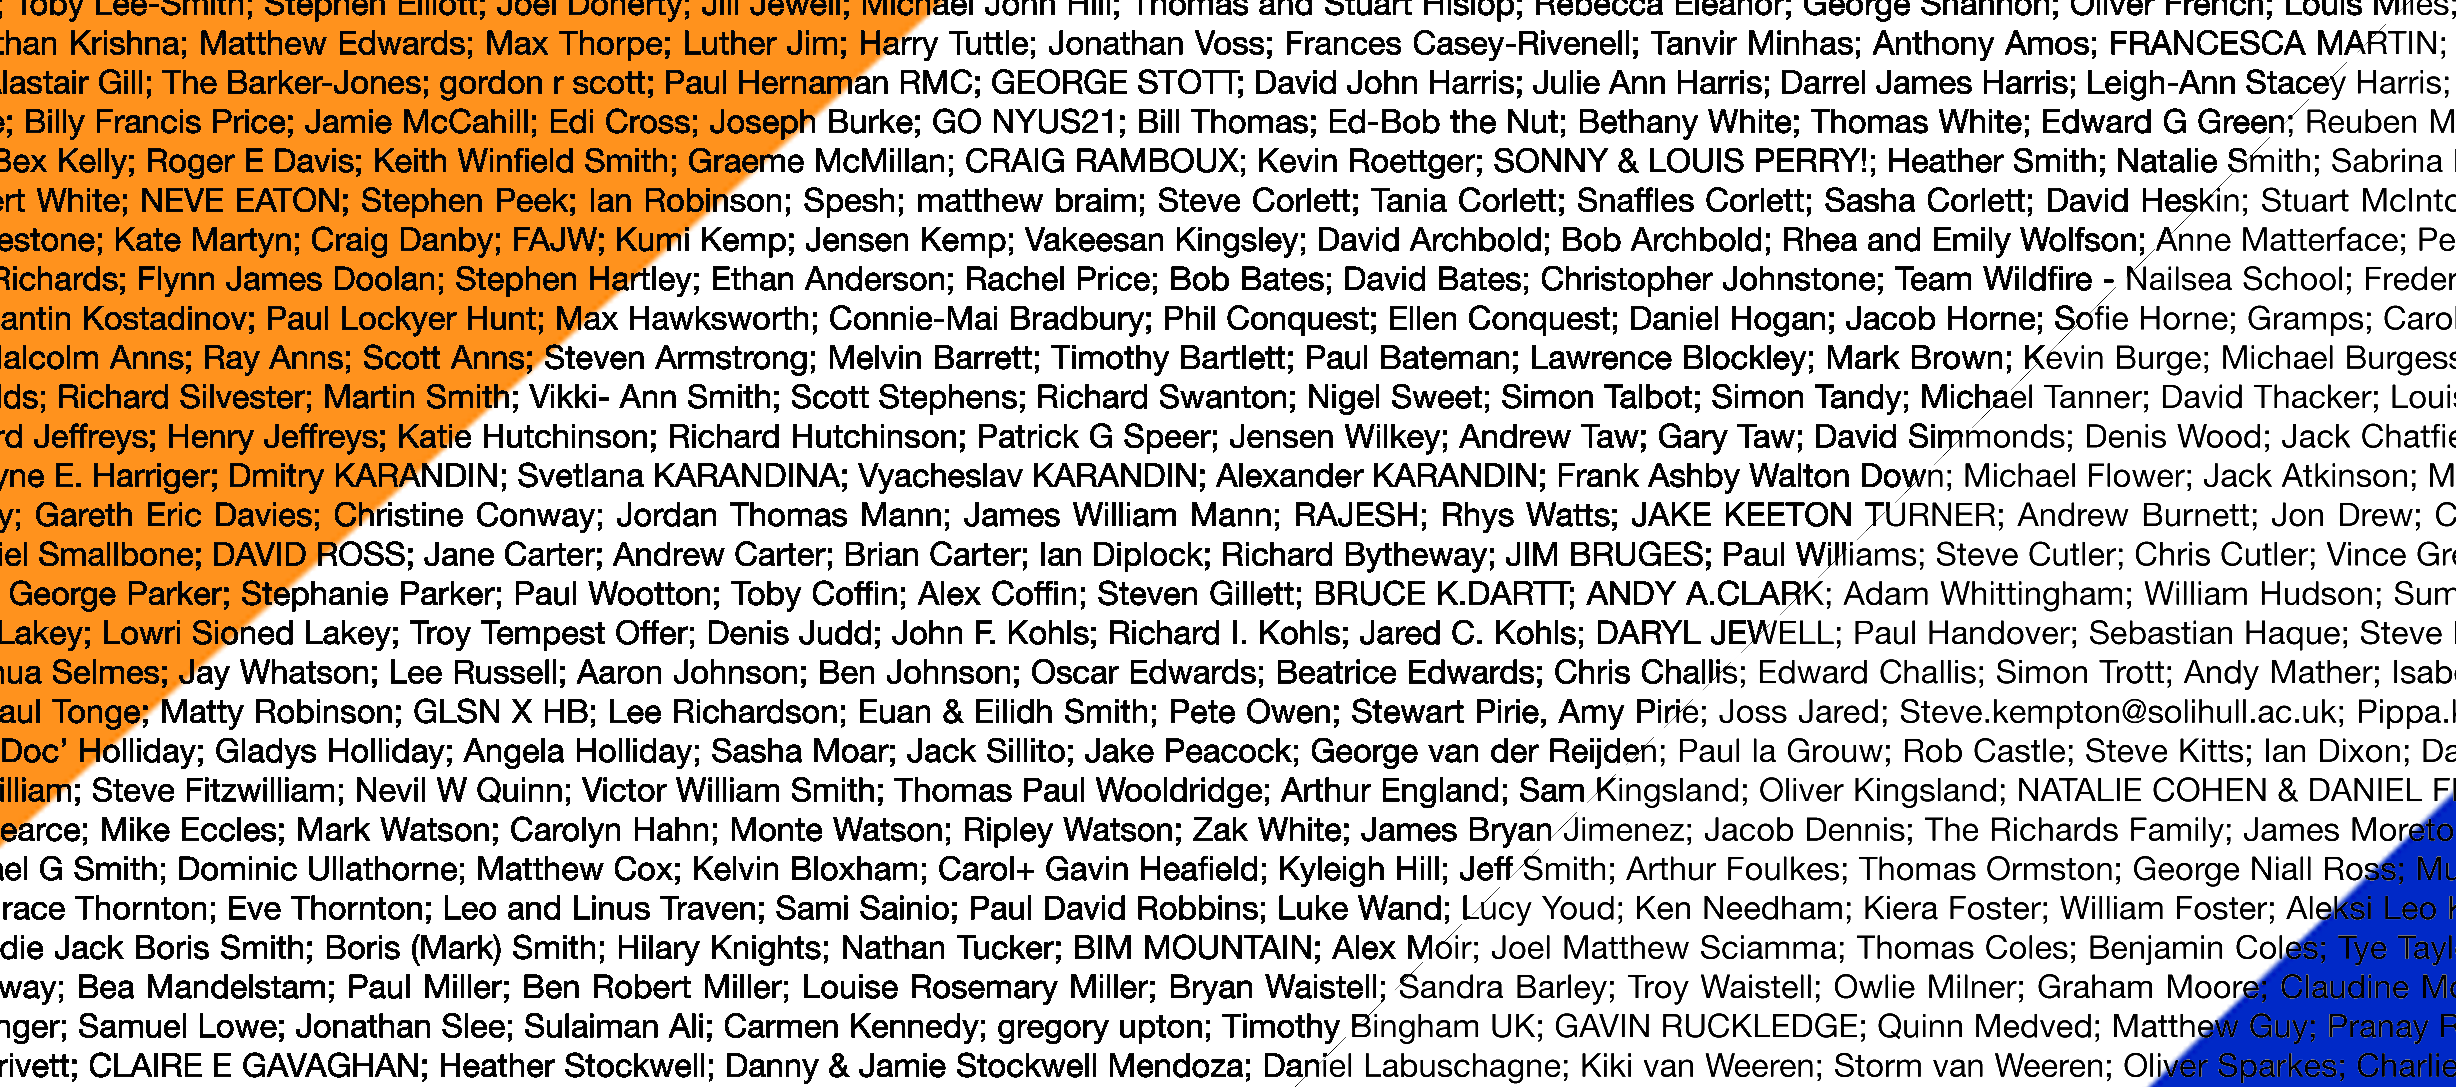 Toby Lee-Smith; Stephen Elliott; Joel Doherty; Jill Jewell; Michael John Hill; Thomas and Stuart Hislop; Rebecca Eleanor; George Shannon; Oliver French; Louis Miles;
than Krishna; Matthew Edwards; Max Thorpe; Luther Jim; Harry Tuttle; Jonathan Voss; Frances Casey-Rivenell; Tanvir Minhas; Anthony Amos; FRANCESCA MARTIN;
lastair Gill; The Barker-Jones; gordon r scott; Paul Hernaman RMC; GEORGE STOTT; David John Harris; Julie Ann Harris; Darrel James Harris; Leigh-Ann Stacey Harris;
e; Billy Francis Price; Jamie McCahill; Edi Cross; Joseph Burke; GO NYUS21; Bill Thomas; Ed-Bob the Nut; Bethany White; Thomas White; Edward G Green; Reuben M
Bex Kelly; Roger E Davis; Keith Winfield Smith; Graeme McMillan; CRAIG RAMBOUX; Kevin Roettger; SONNY & LOUIS PERRY!; Heather Smith; Natalie Smith; Sabrina
ert White; NEVE EATON; Stephen Peek; Ian Robinson; Spesh; matthew braim; Steve Corlett; Tania Corlett; Snaffles Corlett; Sasha Corlett; David Heskin; Stuart McInto
estone; Kate Martyn; Craig Danby; FAJW; Kumi Kemp; Jensen Kemp; Vakeesan Kingsley; David Archbold; Bob Archbold; Rhea and Emily Wolfson; Anne Matterface; Pe
Richards; Flynn James Doolan; Stephen Hartley; Ethan Anderson; Rachel Price; Bob Bates; David Bates; Christopher Johnstone; Team Wildfire - Nailsea School; Freder
antin Kostadinov; Paul Lockyer Hunt; Max Hawksworth; Connie-Mai Bradbury; Phil Conquest; Ellen Conquest; Daniel Hogan; Jacob Horne; Sofie Horne; Gramps; Carol
Malcolm Anns; Ray Anns; Scott Anns; Steven Armstrong; Melvin Barrett; Timothy Bartlett; Paul Bateman; Lawrence Blockley; Mark Brown; Kevin Burge; Michael Burgess
lds; Richard Silvester; Martin Smith; Vikki- Ann Smith; Scott Stephens; Richard Swanton; Nigel Sweet; Simon Talbot; Simon Tandy; Michael Tanner; David Thacker; Louis
rd Jeffreys; Henry Jeffreys; Katie Hutchinson; Richard Hutchinson; Patrick G Speer; Jensen Wilkey; Andrew Taw; Gary Taw; David Simmonds; Denis Wood; Jack Chatfie
yne E. Harriger; Dmitry KARANDIN; Svetlana KARANDINA; Vyacheslav KARANDIN; Alexander KARANDIN; Frank Ashby Walton Down; Michael Flower; Jack Atkinson; M
y; Gareth Eric Davies; Christine Conway; Jordan Thomas Mann; James William Mann; RAJESH; Rhys Watts; JAKE KEETON TURNER; Andrew Burnett; Jon Drew; C
iel Smallbone; DAVID ROSS; Jane Carter; Andrew Carter; Brian Carter; Ian Diplock; Richard Bytheway; JIM BRUGES; Paul Williams; Steve Cutler; Chris Cutler; Vince Gre
George Parker; Stephanie Parker; Paul Wootton; Toby Coffin; Alex Coffin; Steven Gillett; BRUCE K.DARTT; ANDY A.CLARK; Adam Whittingham; William Hudson; Sum
Lakey; Lowri Sioned Lakey; Troy Tempest Offer; Denis Judd; John F. Kohls; Richard I. Kohls; Jared C. Kohls; DARYL JEWELL; Paul Handover; Sebastian Haque; Steve
hua Selmes; Jay Whatson; Lee Russell; Aaron Johnson; Ben Johnson; Oscar Edwards; Beatrice Edwards; Chris Challis; Edward Challis; Simon Trott; Andy Mather; Isabe
aul Tonge; Matty Robinson; GLSN X HB; Lee Richardson; Euan & Eilidh Smith; Pete Owen; Stewart Pirie, Amy Pirie; Joss Jared; Steve.kempton@solihull.ac.uk; Pippa.k
Doc’ Holliday; Gladys Holliday; Angela Holliday; Sasha Moar; Jack Sillito; Jake Peacock; George van der Reijden; Paul la Grouw; Rob Castle; Steve Kitts; Ian Dixon; Da
illiam; Steve Fitzwilliam; Nevil W Quinn; Victor William Smith; Thomas Paul Wooldridge; Arthur England; Sam Kingsland; Oliver Kingsland; NATALIE COHEN & DANIEL F
earce; Mike Eccles; Mark Watson; Carolyn Hahn; Monte Watson; Ripley Watson; Zak White; James Bryan Jimenez; Jacob Dennis; The Richards Family; James Moreto
ael G Smith; Dominic Ullathorne; Matthew Cox; Kelvin Bloxham; Carol+ Gavin Heafield; Kyleigh Hill; Jeff Smith; Arthur Foulkes; Thomas Ormston; George Niall Ross; Mu
race Thornton; Eve Thornton; Leo and Linus Traven; Sami Sainio; Paul David Robbins; Luke Wand; Lucy Youd; Ken Needham; Kiera Foster; William Foster; Aleksi Leo
die Jack Boris Smith; Boris (Mark) Smith; Hilary Knights; Nathan Tucker; BIM MOUNTAIN; Alex Moir; Joel Matthew Sciamma; Thomas Coles; Benjamin Coles; Tye Tayl
way; Bea Mandelstam; Paul Miller; Ben Robert Miller; Louise Rosemary Miller; Bryan Waistell; Sandra Barley; Troy Waistell; Owlie Milner; Graham Moore; Claudine Mc
nger; Samuel Lowe; Jonathan Slee; Sulaiman Ali; Carmen Kennedy; gregory upton; Timothy Bingham UK; GAVIN RUCKLEDGE; Quinn Medved; Matthew Guy; Pranay R
rivett; CLAIRE E GAVAGHAN; Heather Stockwell; Danny & Jamie Stockwell Mendoza; Daniel Labuschagne; Kiki van Weeren; Storm van Weeren; Oliver Sparkes; Charlie